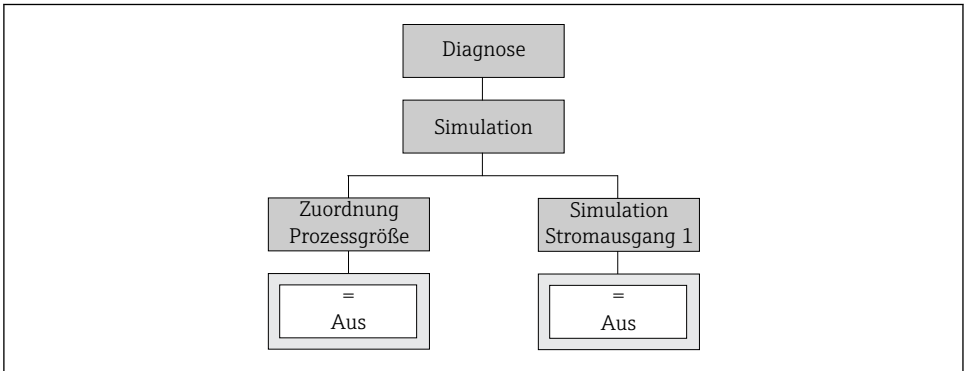 Diagnose
Simulation
Zuordnung
Prozessgröße
=
Aus
Simulation
Stromausgang 1
=
Aus